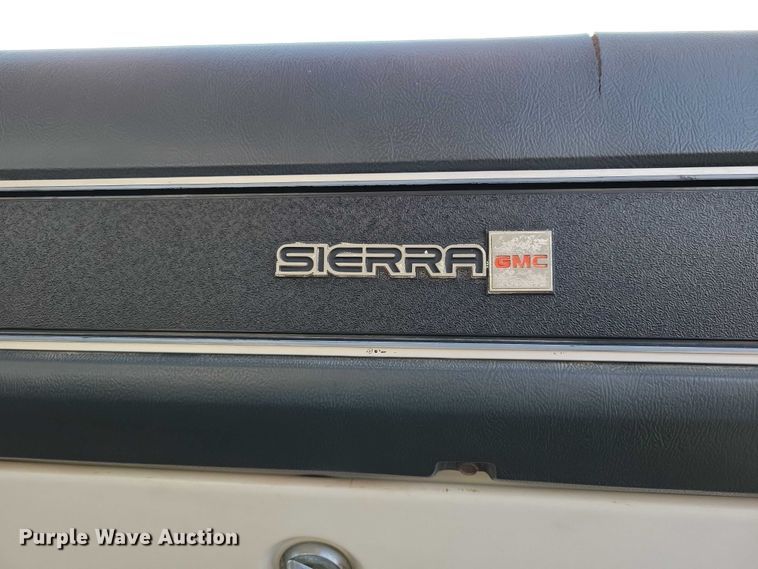 SIERRA GMC
Purple Wave Auction